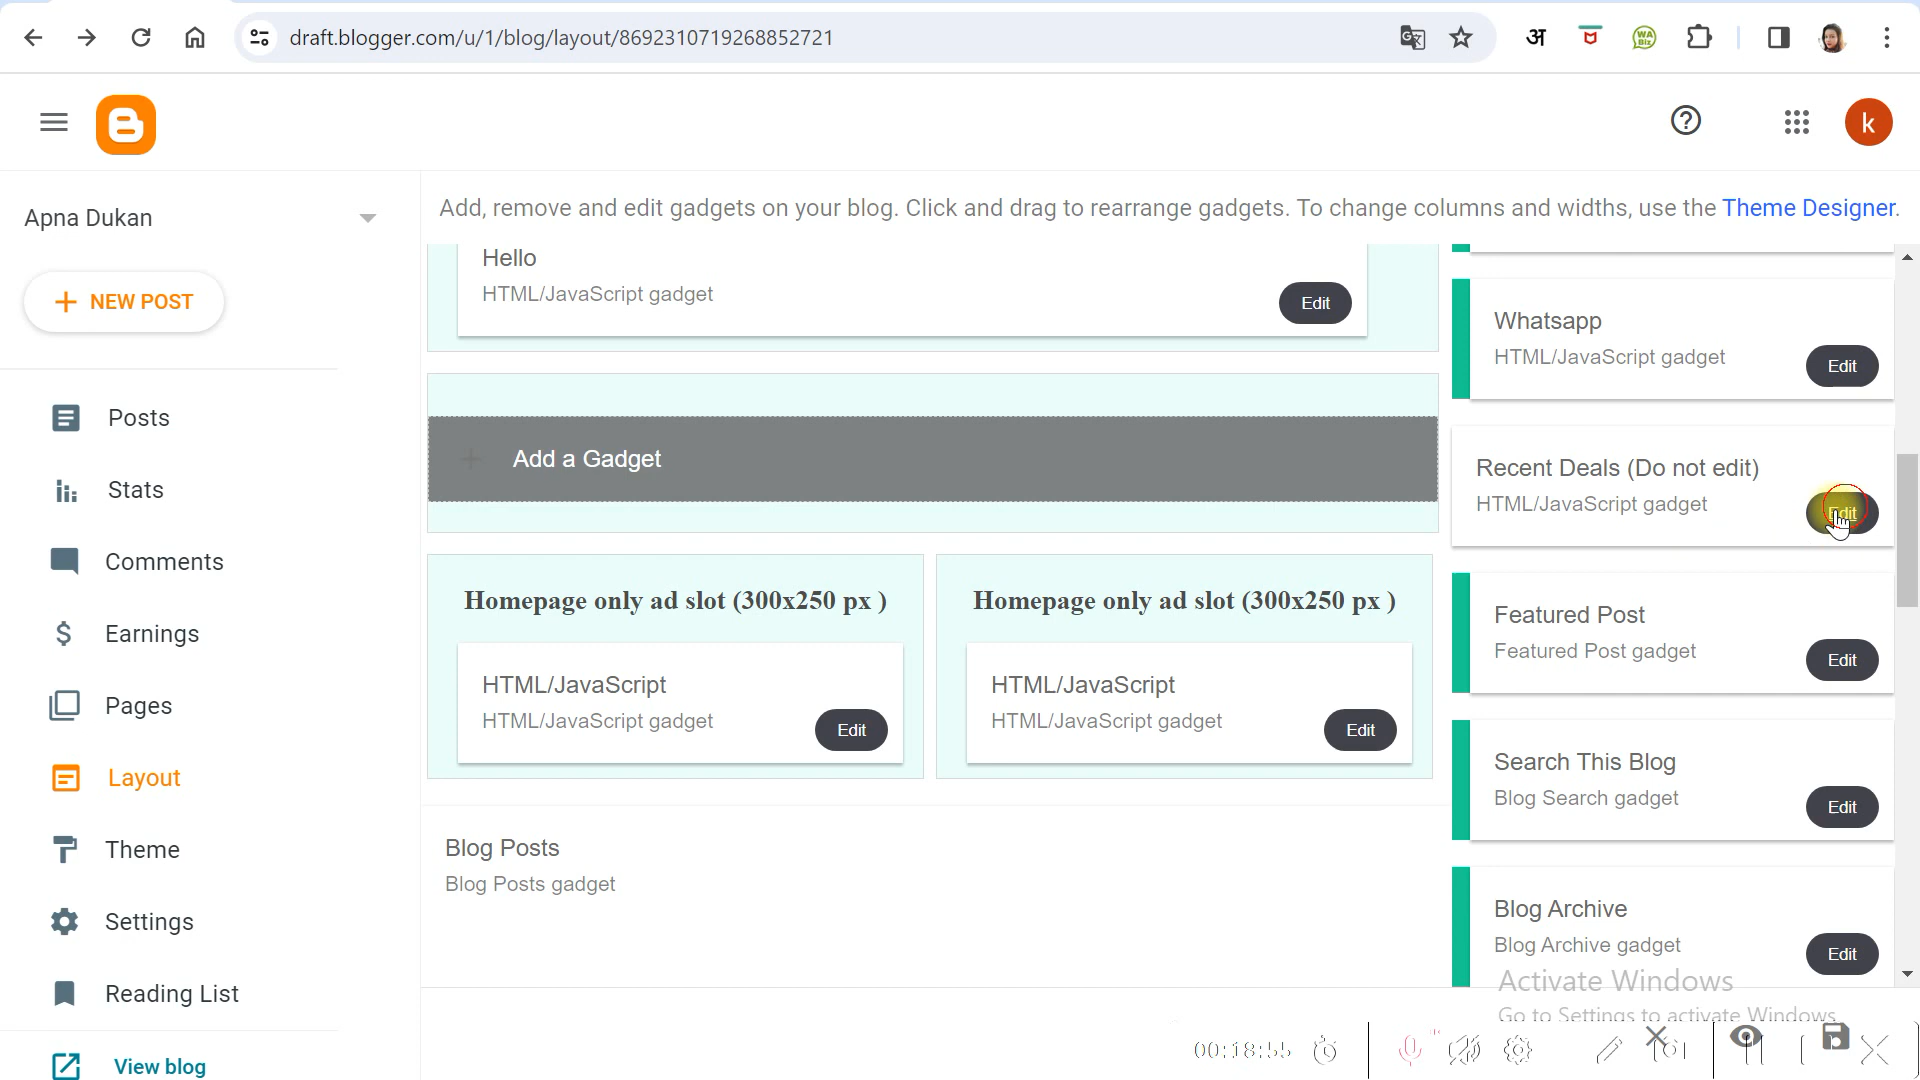 draft.blogger.com/u/1/blog/layout/8692310719268852721
अ
WA
Biz
k
Apna Dukan
Add, remove and edit gadgets on your blog. Click and drag to rearrange gadgets. To change columns and widths, use the Theme Designer.
+ NEW POST
Posts
Stats
Comments
Earnings
Pages
Layout
Theme
Settings
Reading List
View blog
Hello
HTML/JavaScript gadget
Edit
+ Add a Gadget
Homepage only ad slot (300x250 px )
HTML/JavaScript
HTML/JavaScript gadget
Edit
Homepage only ad slot (300x250 px )
HTML/JavaScript
HTML/JavaScript gadget
Edit
Blog Posts
Blog Posts gadget
Whatsapp
HTML/JavaScript gadget
Edit
Recent Deals (Do not edit)
HTML/JavaScript gadget
Edit
Featured Post
Featured Post gadget
Edit
Search This Blog
Blog Search gadget
Edit
Blog Archive
Blog Archive gadget
Edit
Activate Windows
Go to Settings to activate Windows.
00:18:55